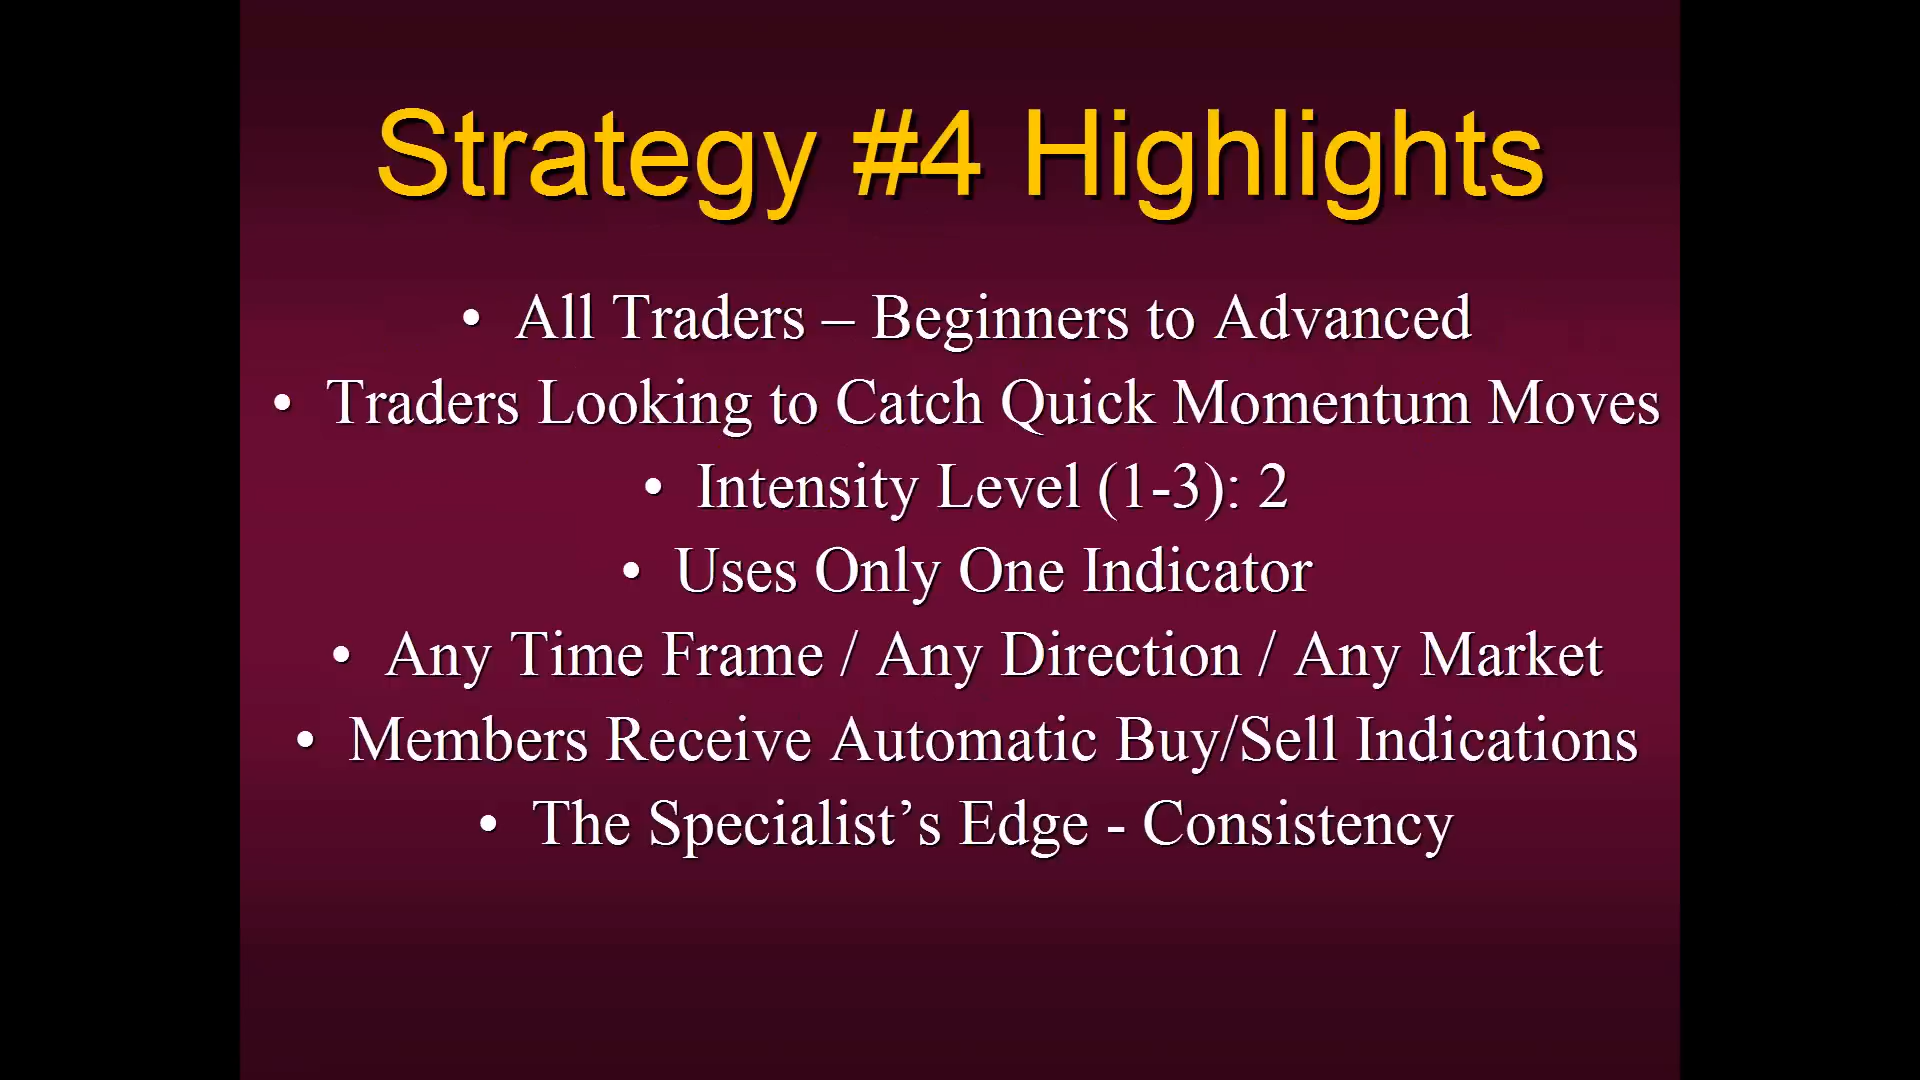 Strategy #4 Highlights
• All Traders – Beginners to Advanced
• Traders Looking to Catch Quick Momentum Moves
• Intensity Level (1-3): 2
• Uses Only One Indicator
• Any Time Frame / Any Direction / Any Market
• Members Receive Automatic Buy/Sell Indications
• The Specialist’s Edge - Consistency